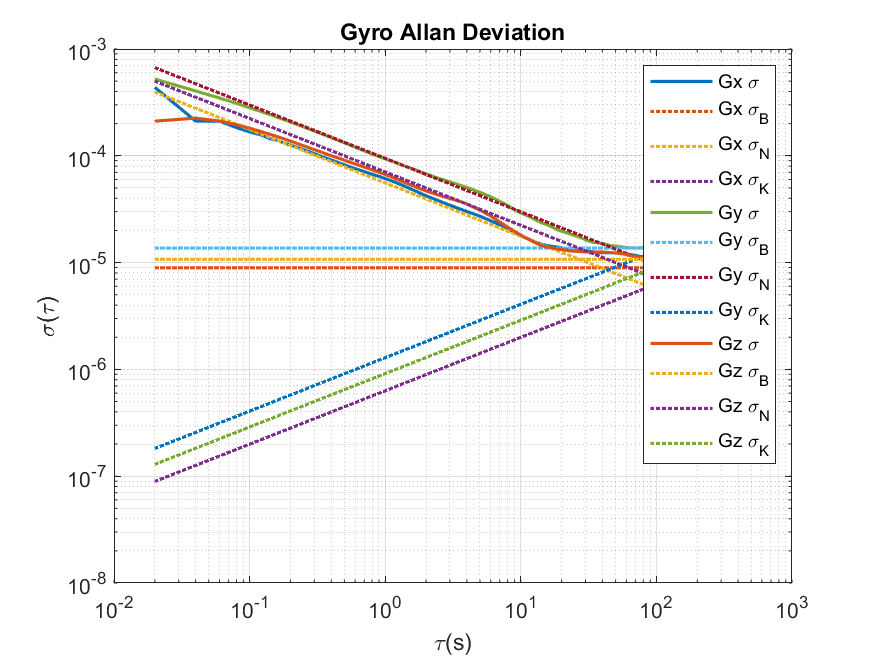 Gyro Allan Deviation
10^-3
10^-4
10^-5
10^-6
10^-7
10^-8
σ(τ)
10^-2
10^-1
10^0
10^1
10^2
10^3
τ(s)
Gx σ
Gx σ_B
Gx σ_N
Gx σ_K
Gy σ
Gy σ_B
Gy σ_N
Gy σ_K
Gz σ
Gz σ_B
Gz σ_N
Gz σ_K